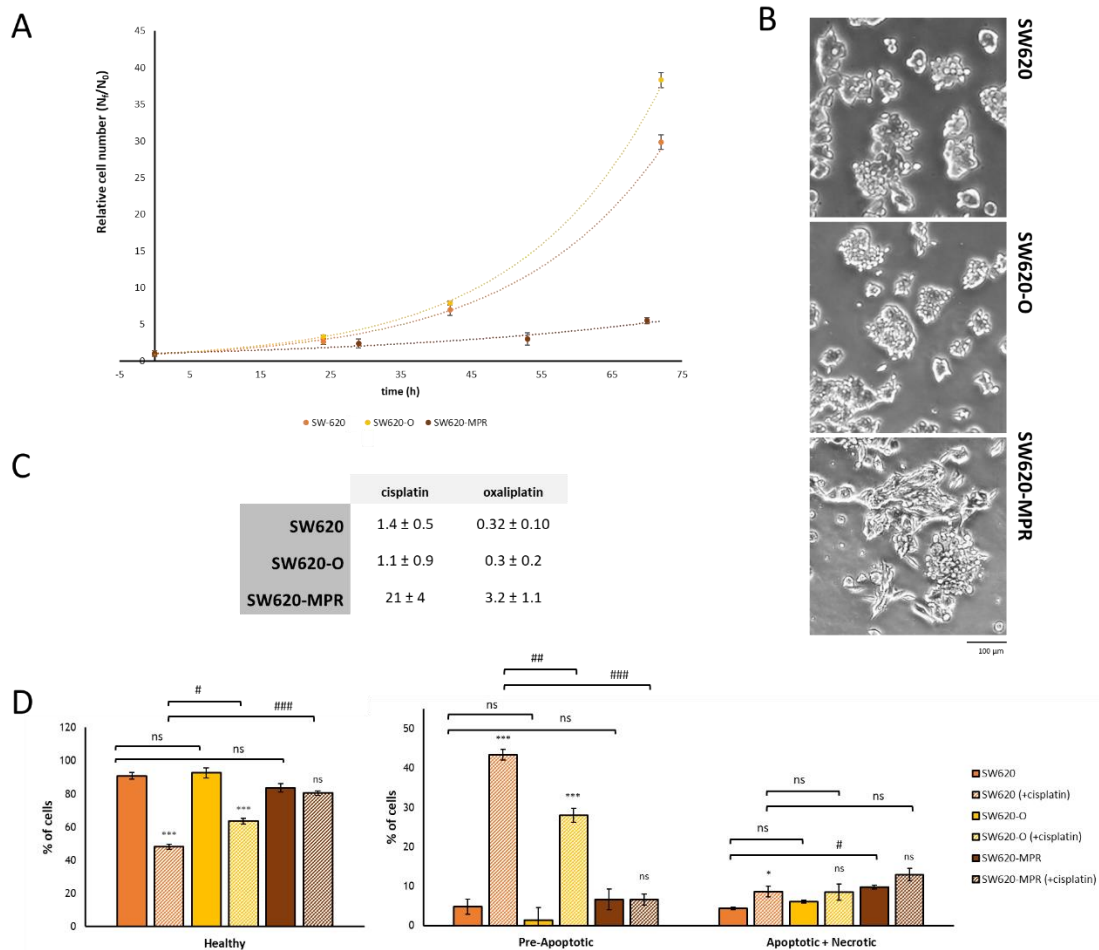 A
Relative cell number (Nf/N0)
45
40
35
30
25
20
15
10
5
0
-5 5 15 25 35 45 55 65 75
time (h)
SW-620 SW620-O SW620-MPR
B
SW620
SW620-O
SW620-MPR
100 µm
C
cisplatin oxaliplatin
SW620 1.4 ± 0.5 0.32 ± 0.10
SW620-O 1.1 ± 0.9 0.3 ± 0.2
SW620-MPR 21 ± 4 3.2 ± 1.1
D
% of cells
120
100
80
60
40
20
0
#
###
ns
ns
***
***
ns
Healthy
% of cells
50
40
30
20
10
0
##
###
ns
ns
***
***
Pre-Apoptotic
ns
ns
ns
#
*
ns
ns
Apoptotic + Necrotic
SW620
SW620 (+cisplatin)
SW620-O
SW620-O (+cisplatin)
SW620-MPR
SW620-MPR (+cisplatin)